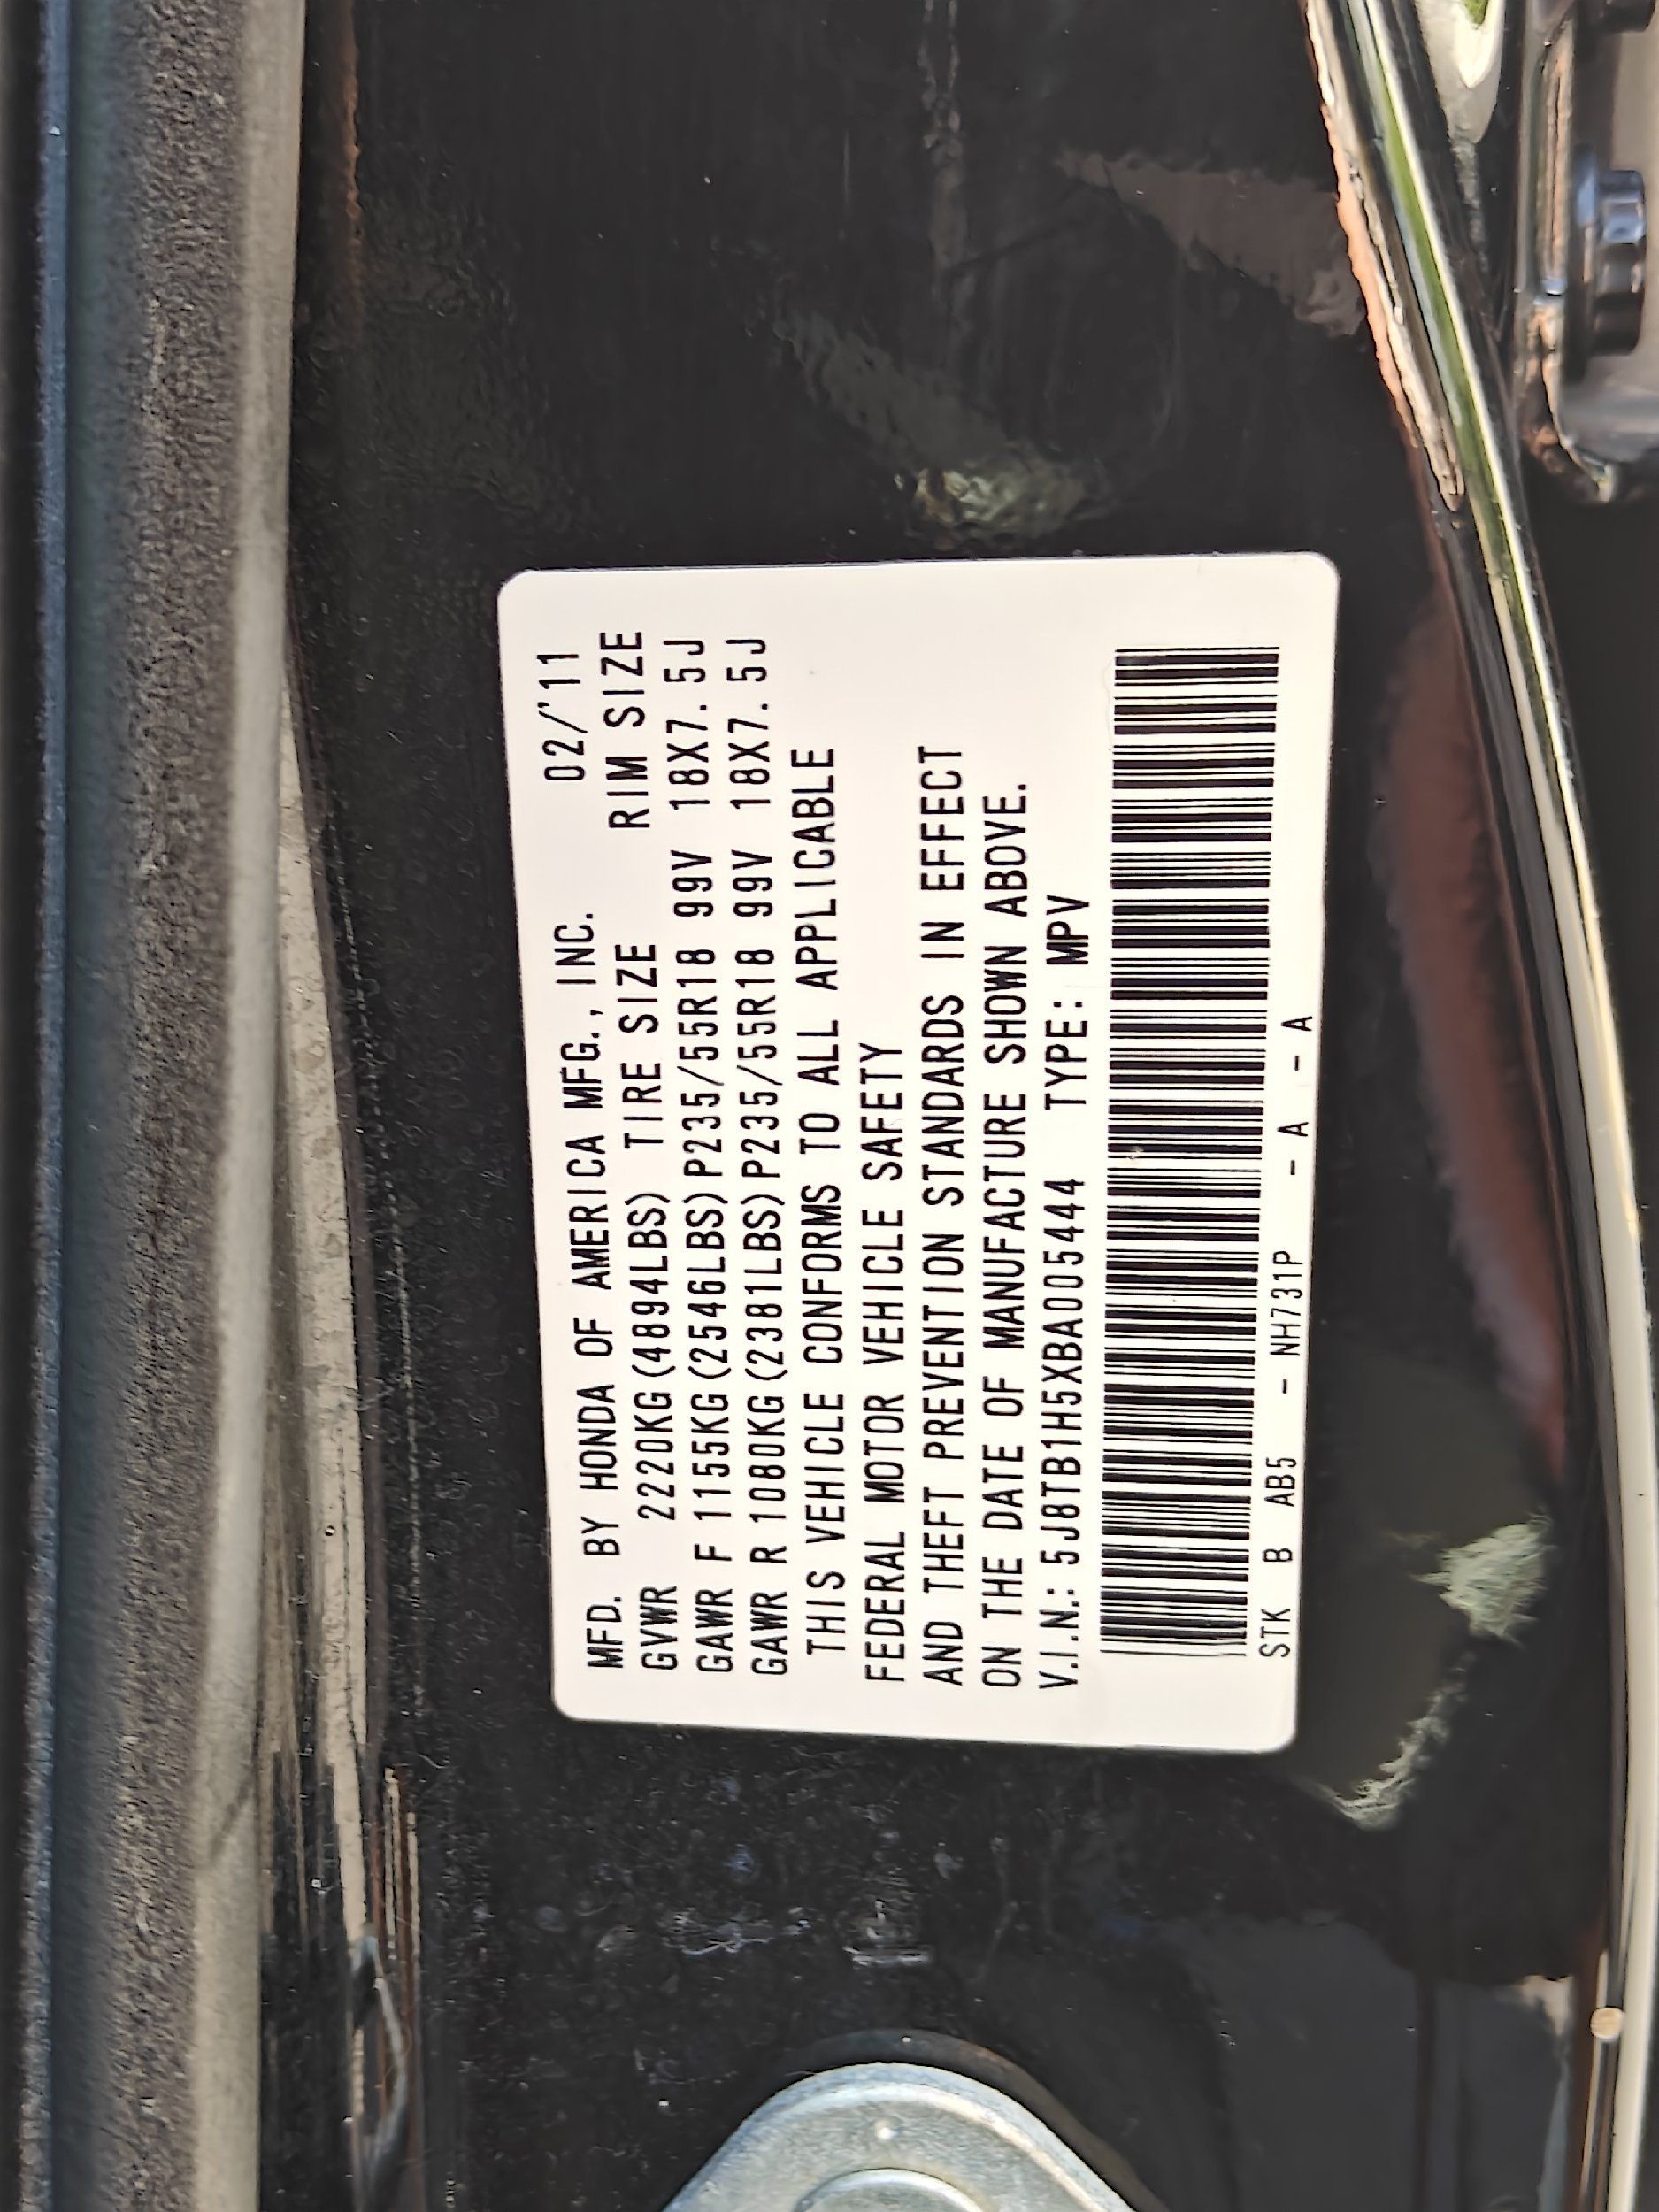 MFD. BY HONDA OF AMERICA MFG., INC. 02/'11
GVWR 2220KG(4894LBS) TIRE SIZE RIM SIZE
GAWR F 1155KG(2546LBS)P235/55R18 99V 18X7.5J
GAWR R 1080KG(2381LBS)P235/55R18 99V 18X7.5J
THIS VEHICLE CONFORMS TO ALL APPLICABLE
FEDERAL MOTOR VEHICLE SAFETY
AND THEFT PREVENTION STANDARDS IN EFFECT
ON THE DATE OF MANUFACTURE SHOWN ABOVE.
V.I.N.: 5J8TB1H5XBA005444 TYPE: MPV
STK B AB5 - NH731P - A - A